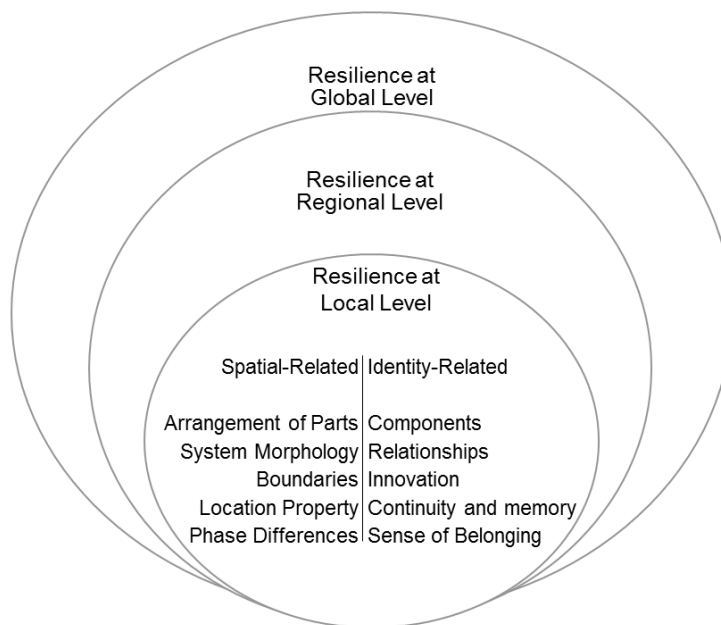 Resilience at
Global Level
Resilience at
Regional Level
Resilience at
Local Level
Spatial-Related Identity-Related
Arrangement of Parts Components
System Morphology Relationships
Boundaries Innovation
Location Property Continuity and memory
Phase Differences Sense of Belonging